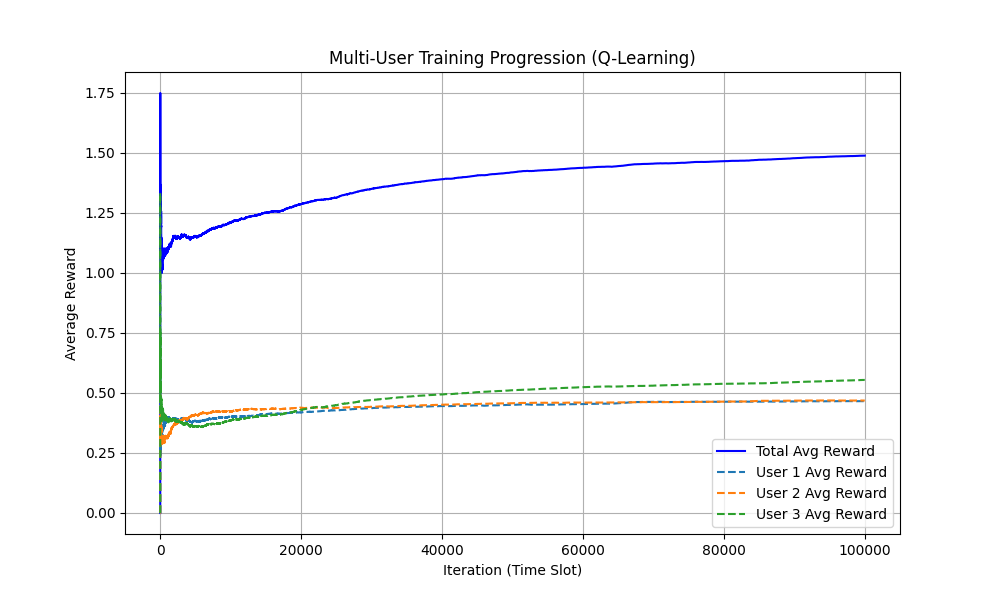 Multi-User Training Progression (Q-Learning)
Average Reward
1.75
1.50
1.25
1.00
0.75
0.50
0.25
0.00
Total Avg Reward
User 1 Avg Reward
User 2 Avg Reward
User 3 Avg Reward
0 20000 40000 60000 80000 100000
Iteration (Time Slot)